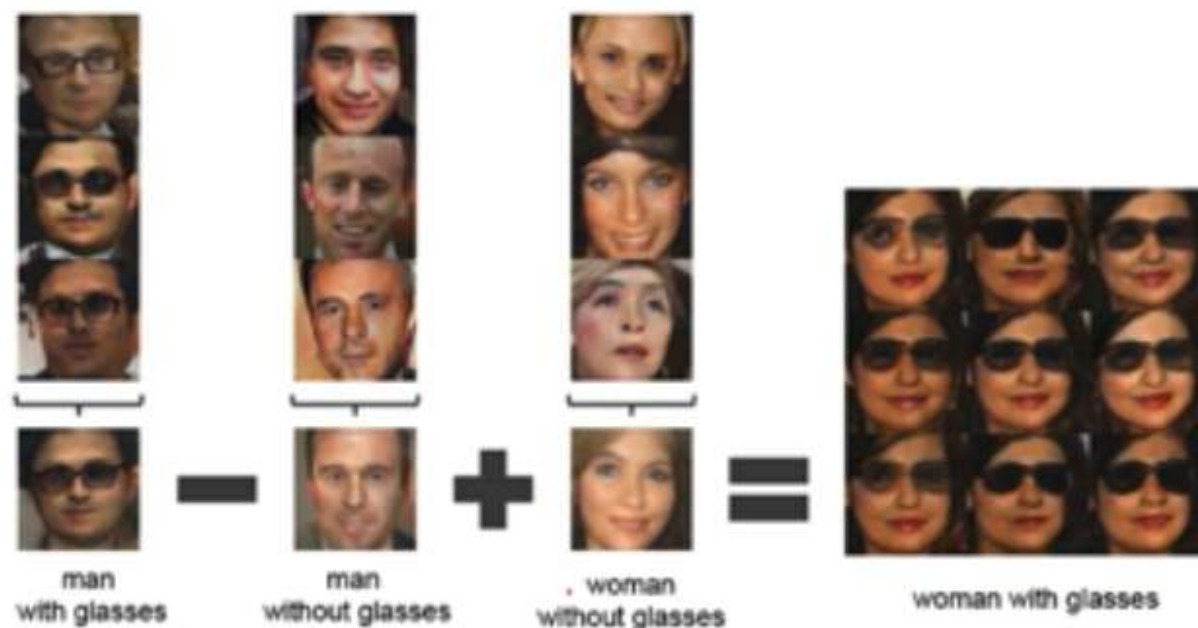 man
with glasses
man
without glasses
woman
without glasses
woman with glasses